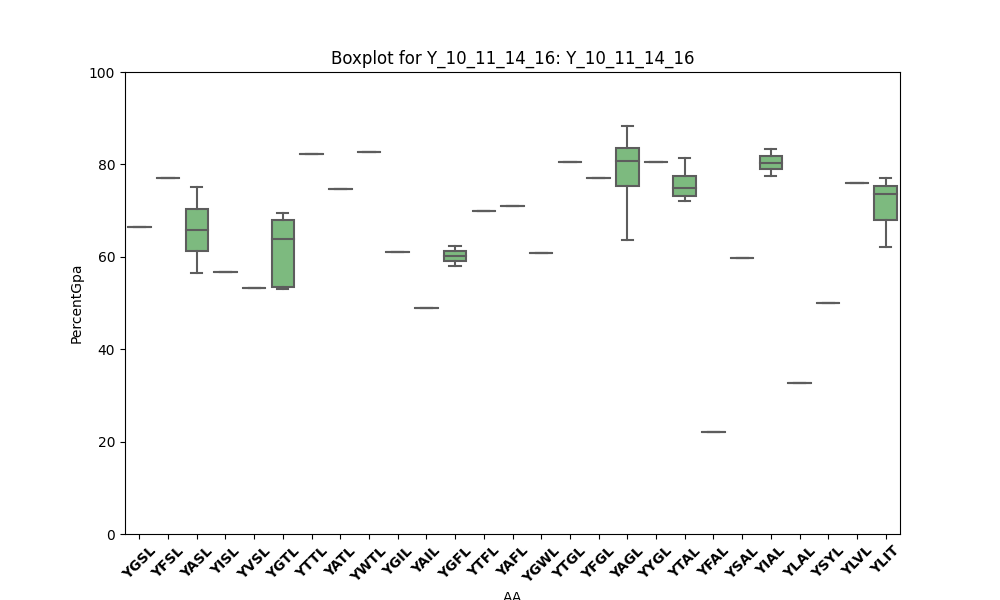 Boxplot for Y_10_11_14_16: Y_10_11_14_16
100
80
60
40
20
0
PercentGpa
YGSL YFSL YASL YISL YVSL YGTL YTTL YATL YWTL YGIL YAIL YGFL YTFL YAFL YGWL YTGL YFGL YAGL YYGL YTAL YFAL YSAL YIAL YLAL YSYL YLVL YLIT
AA